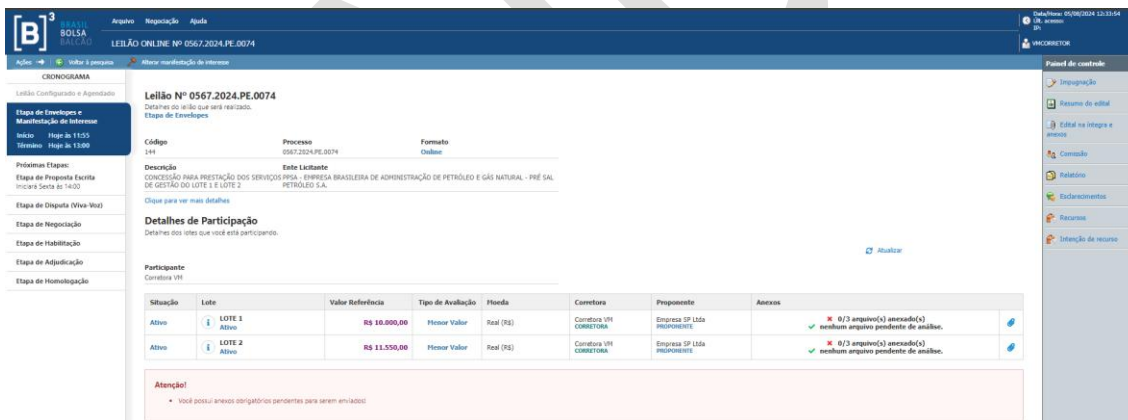 [B]³ BRASIL BOLSA BALCÃO
Arquivo Negociação Ajuda
LEILÃO ONLINE Nº 0567.2024.PE.0074
Data/Hora: 05/08/2024 12:33:54
Últ. acesso:
IP:
VMCORRETOR
Ações Voltar à pesquisa Alterar manifestação de interesse
CRONOGRAMA
Leilão Configurado e Agendado
Etapa de Envelopes e
Manifestação de Interesse
Início Hoje às 11:55
Término Hoje às 13:00
Próximas Etapas:
Etapa de Proposta Escrita
Iniciará Sexta às 14:00
Etapa de Disputa (Viva-Voz)
Etapa de Negociação
Etapa de Habilitação
Etapa de Adjudicação
Etapa de Homologação
Leilão Nº 0567.2024.PE.0074
Detalhes do leilão que será realizado.
Etapa de Envelopes
Código Processo Formato
144 0567.2024.PE.0074 Online
Descrição Ente Licitante
CONCESSÃO PARA PRESTAÇÃO DOS SERVIÇOS PPSA - EMPRESA BRASILEIRA DE ADMINISTRAÇÃO DE PETRÓLEO E GÁS NATURAL - PRÉ SAL
DE GESTÃO DO LOTE 1 E LOTE 2 PETRÓLEO S.A.
Clique para ver mais detalhes
Detalhes de Participação
Detalhes dos lotes que você está participando.
Atualizar
Participante
Corretora VM
Situação Lote Valor Referência Tipo de Avaliação Moeda Corretora Proponente Anexos
Ativo LOTE 1 Ativo R$ 10.000,00 Menor Valor Real (R$) Corretora VM CORRETORA Empresa SP Ltda PROPONENTE 0/3 arquivo(s) anexado(s) nenhum arquivo pendente de análise.
Ativo LOTE 2 Ativo R$ 11.550,00 Menor Valor Real (R$) Corretora VM CORRETORA Empresa SP Ltda PROPONENTE 0/3 arquivo(s) anexado(s) nenhum arquivo pendente de análise.
Atenção!
Você possui anexos obrigatórios pendentes para serem enviados!
Painel de controle
Impugnação
Resumo do edital
Edital na íntegra e
anexos
Comissão
Relatório
Esclarecimentos
Recursos
Intenção de recurso